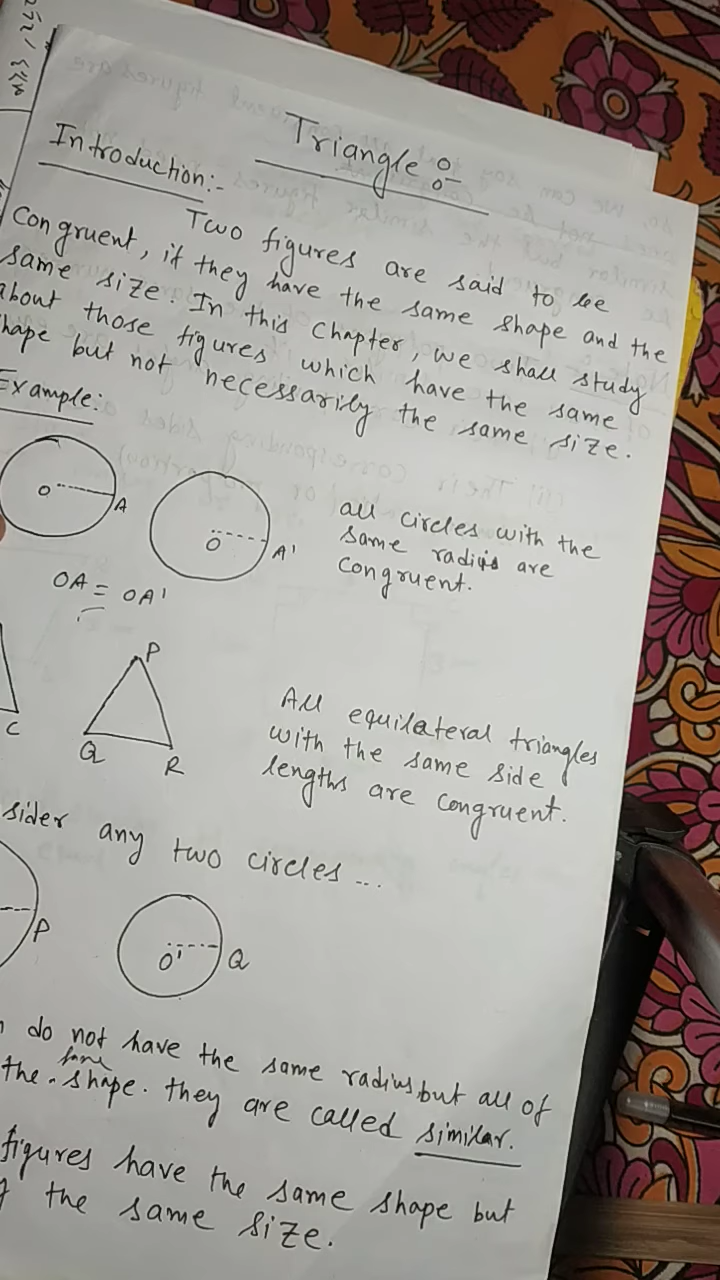 Triangle :-
Introduction:-
Two figures are said to be
Congruent, if they have the same shape and the
same size. In this Chapter, we shall study
about those figures which have the same
hape but not necessarily the same size.
Example:
O A
O A'
all circles with the
same radius are
Congruent.
OA = OA'
C
P
Q R
All equilateral triangles
with the same side
lengths are congruent.
sider any two circles...
P
O' Q
do not have the same radius, but all of
the same shape. they are called similar.
figures have the same shape but
the same size.